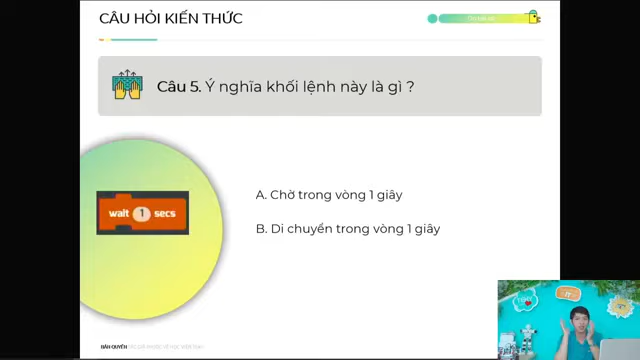 CÂU HỎI KIẾN THỨC
Câu 5. Ý nghĩa khối lệnh này là gì ?
wait 1 secs
A. Chờ trong vòng 1 giây
B. Di chuyển trong vòng 1 giây
BẢN QUYỀN
IT